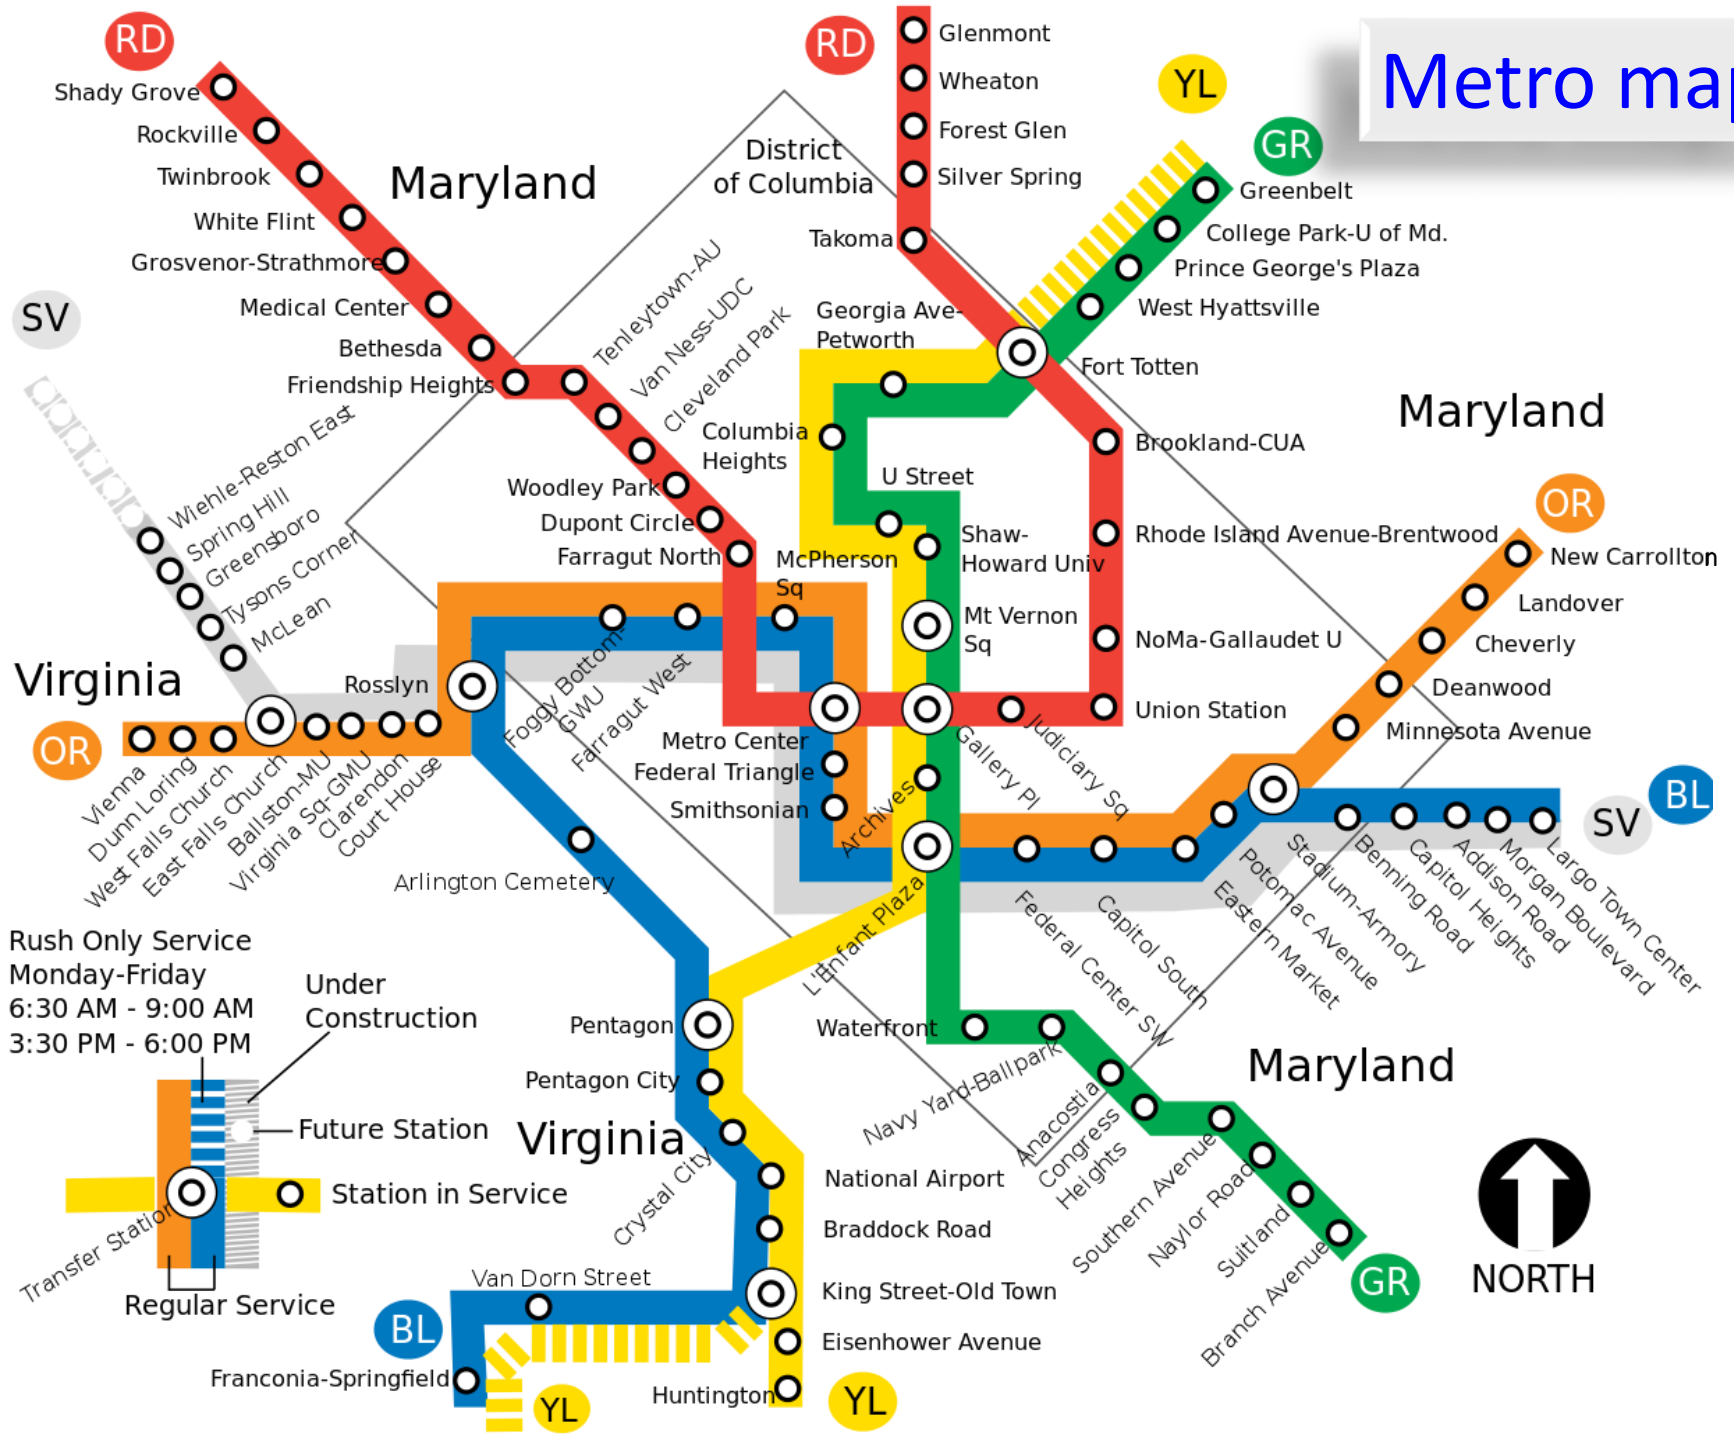 RD
Shady Grove
Rockville
Twinbrook
White Flint
Grosvenor-Strathmore
Medical Center
Bethesda
Friendship Heights
Tenleytown-AU
Van Ness-UDC
Cleveland Park
Woodley Park
Dupont Circle
Farragut North
Maryland
District
of Columbia
RD
Glenmont
Wheaton
Forest Glen
Silver Spring
Takoma
YL
GR
Metro
Greenbelt
College Park-U of Md.
Prince George's Plaza
West Hyattsville
Fort Totten
Georgia Ave-
Petworth
Columbia
Heights
U Street
Shaw-
Howard Univ
Mt Vernon
Sq
Maryland
Brookland-CUA
Rhode Island Avenue-Brentwood
NoMa-Gallaudet U
Union Station
OR
New Carrollton
Landover
Cheverly
Deanwood
Minnesota Avenue
SV
Wiehle-Reston East
Spring Hill
Greensboro
Tysons Corner
McLean
Virginia
OR
Vienna
Dunn Loring
West Falls Church
East Falls Church
Ballston-MU
Virginia Sq-GMU
Clarendon
Court House
Rosslyn
Foggy Bottom-
GWU
Farragut West
McPherson
Sq
Metro Center
Federal Triangle
Smithsonian
Gallery Pl
Judiciary Sq
Archives
L'Enfant Plaza
Federal Center SW
Capitol South
Eastern Market
Potomac Avenue
Stadium-Armory
Benning Road
Capitol Heights
Addison Road
Morgan Boulevard
Largo Town Center
SV
BL
Arlington Cemetery
Pentagon
Pentagon City
Crystal City
Virginia
National Airport
Braddock Road
King Street-Old Town
Eisenhower Avenue
Huntington
YL
Van Dorn Street
BL
Franconia-Springfield
YL
Waterfront
Navy Yard-Ballpark
Anacostia
Congress
Heights
Southern Avenue
Naylor Road
Suitland
Branch Avenue
GR
Maryland
NORTH
Rush Only Service
Monday-Friday
6:30 AM - 9:00 AM
3:30 PM - 6:00 PM
Under
Construction
Future Station
Station in Service
Transfer Station
Regular Service